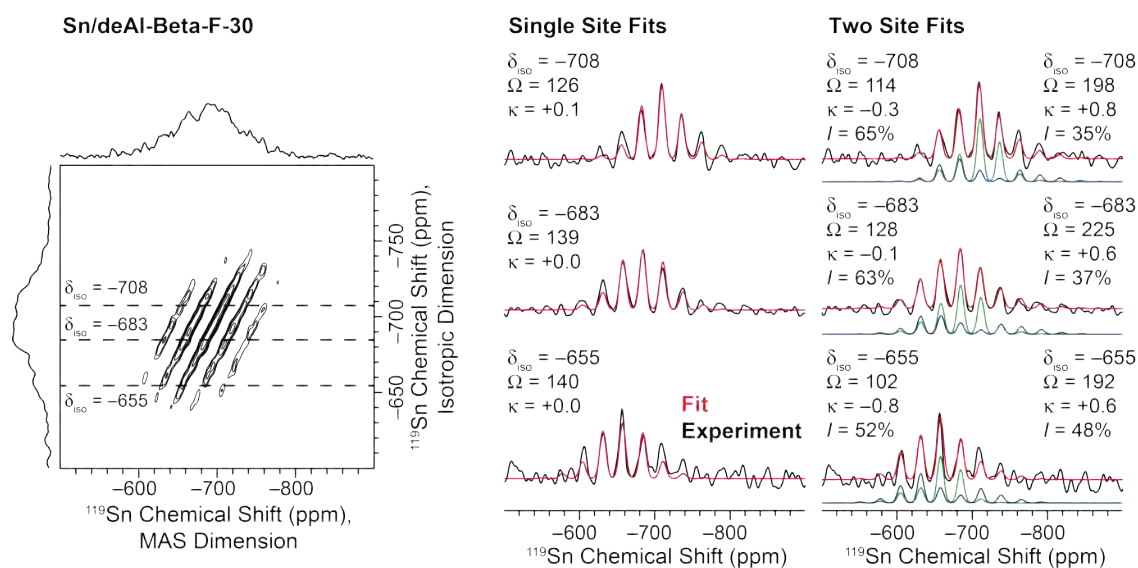 Sn/deAl-Beta-F-30
δiso = −708
δiso = −683
δiso = −655
−750
−700
−650
119Sn Chemical Shift (ppm),
Isotropic Dimension
−600
−700
−800
119Sn Chemical Shift (ppm),
MAS Dimension
Single Site Fits
δiso = −708
Ω = 126
κ = +0.1
δiso = −683
Ω = 139
κ = +0.0
δiso = −655
Ω = 140
κ = +0.0
Fit
Experiment
−600
−700
−800
119Sn Chemical Shift (ppm)
Two Site Fits
δiso = −708
Ω = 114
κ = −0.3
I = 65%
δiso = −708
Ω = 198
κ = +0.8
I = 35%
δiso = −683
Ω = 128
κ = −0.1
I = 63%
δiso = −683
Ω = 225
κ = +0.6
I = 37%
δiso = −655
Ω = 102
κ = −0.8
I = 52%
δiso = −655
Ω = 192
κ = +0.6
I = 48%
−600
−700
−800
119Sn Chemical Shift (ppm)